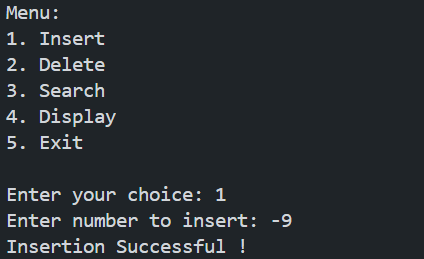 Menu:
1. Insert
2. Delete
3. Search
4. Display
5. Exit
Enter your choice: 1
Enter number to insert: -9
Insertion Successful !